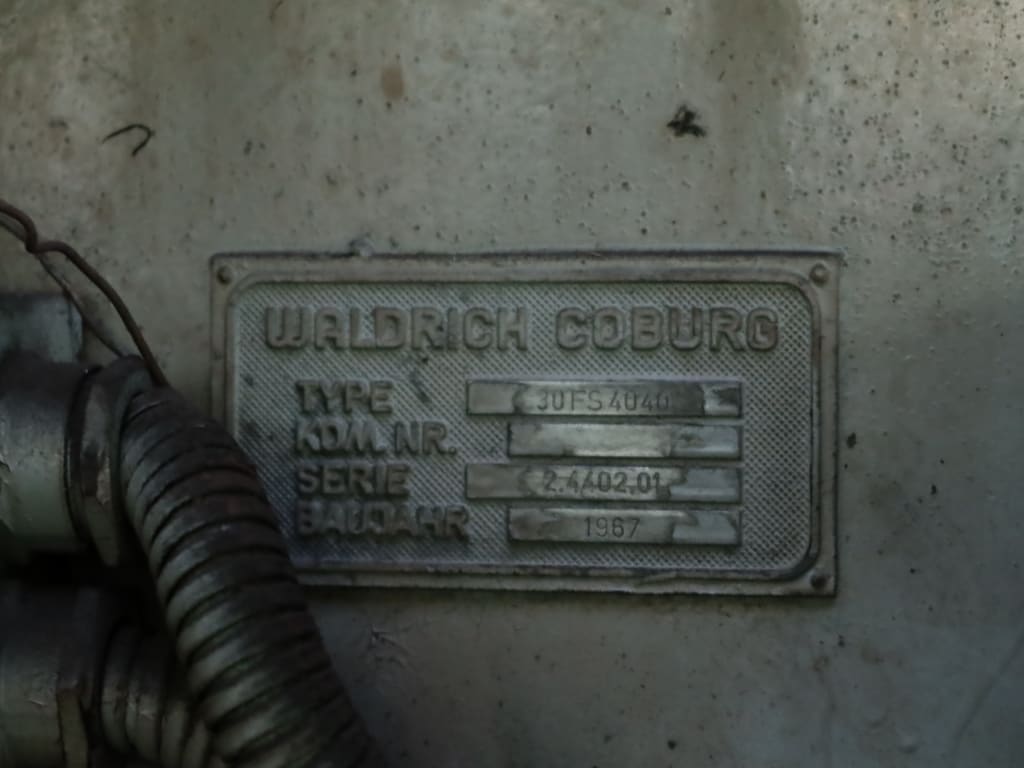 WALDRICH COBURG
TYPE 30FS4040
KOM. NR.
SERIE 2.4402,01
BAUJAHR 1967